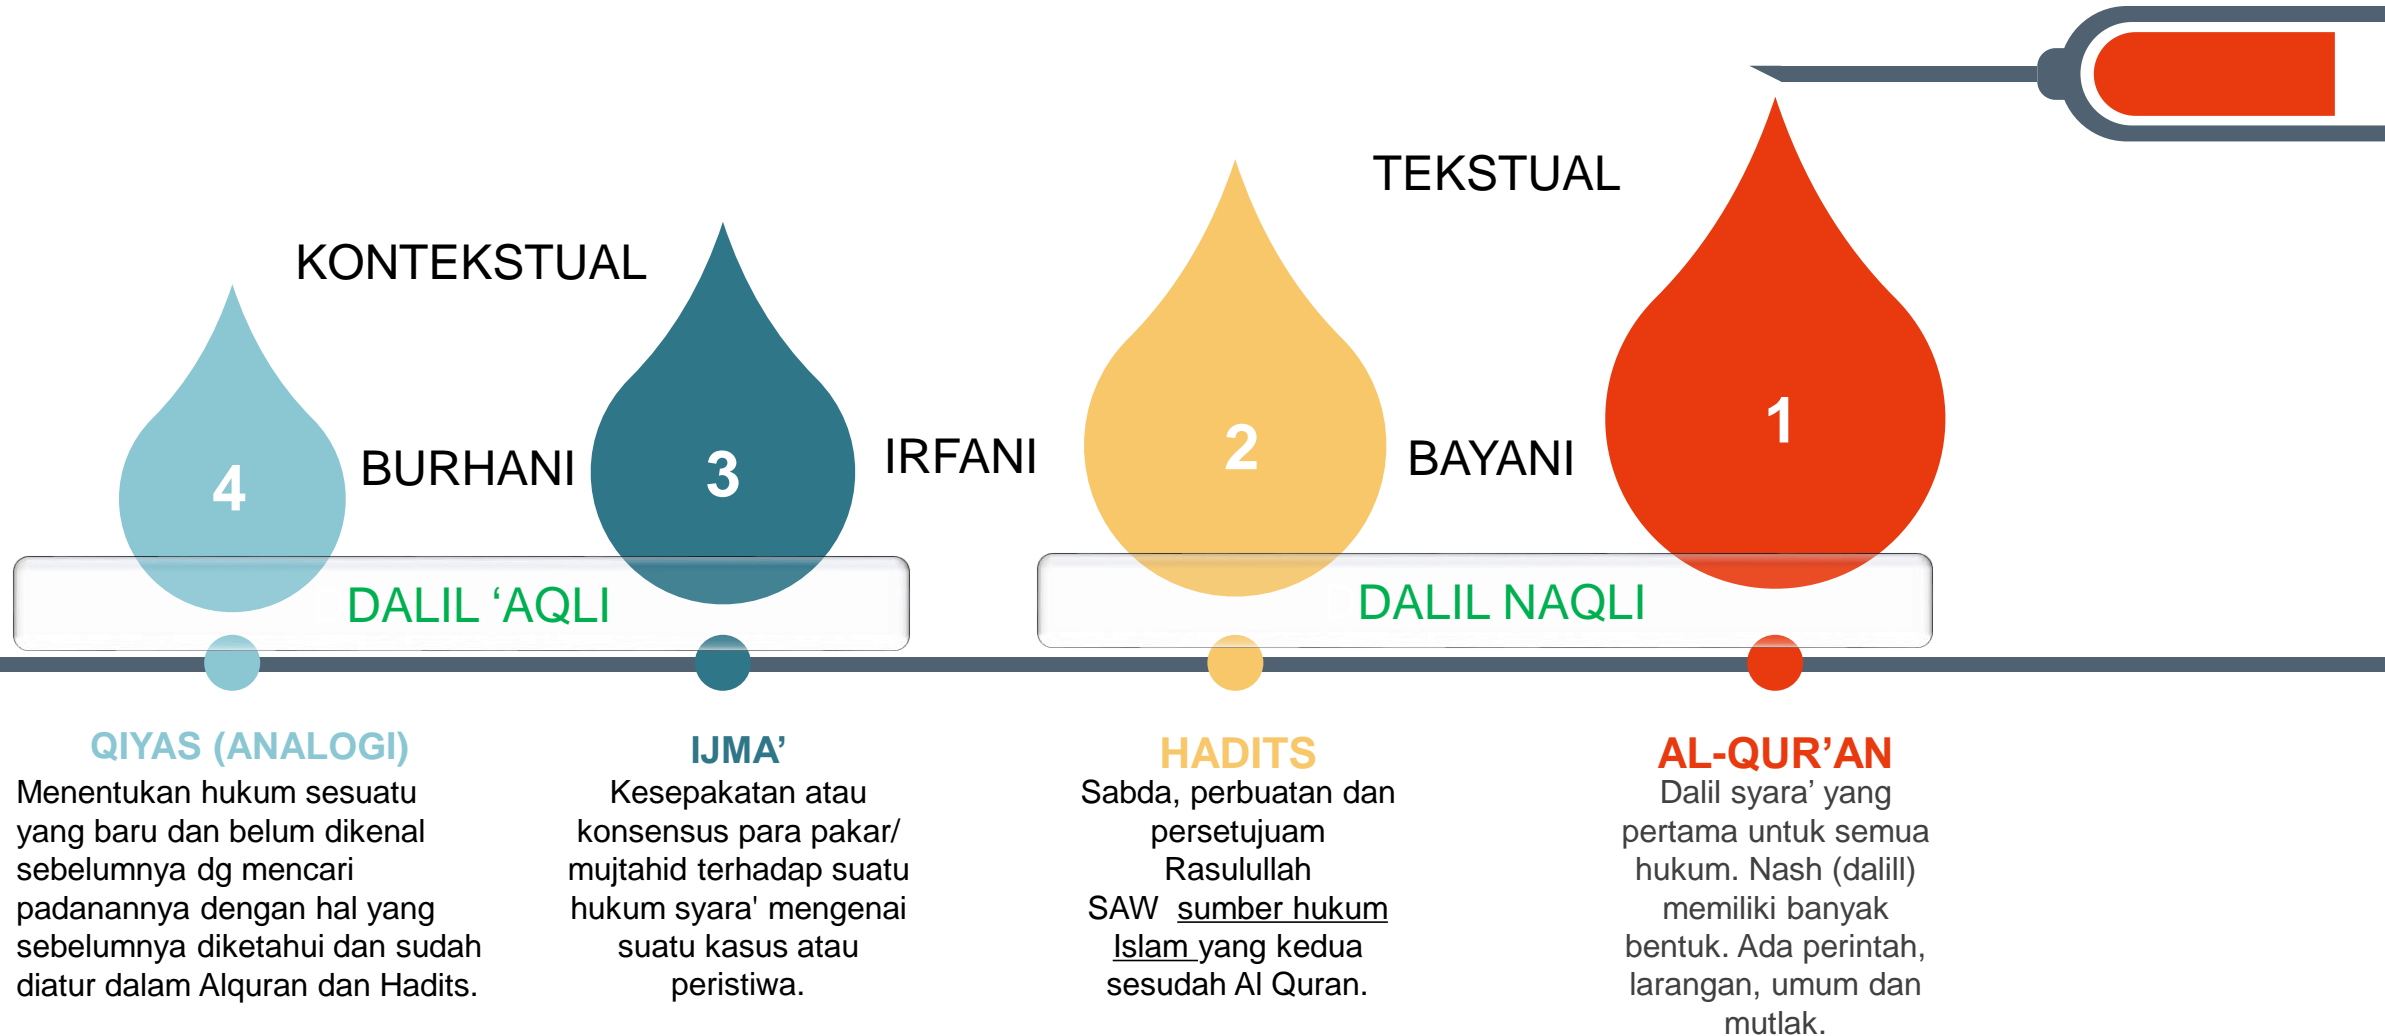 TEKSTUAL
KONTEKSTUAL
4
BURHANI
3
IRFANI
2
BAYANI
1
DALIL ‘AQLI
DALIL NAQLI
QIYAS (ANALOGI)
Menentukan hukum sesuatu
yang baru dan belum dikenal
sebelumnya dg mencari
padanannya dengan hal yang
sebelumnya diketahui dan sudah
diatur dalam Alquran dan Hadits.
IJMA’
Kesepakatan atau
konsensus para pakar/
mujtahid terhadap suatu
hukum syara' mengenai
suatu kasus atau
peristiwa.
HADITS
Sabda, perbuatan dan
persetujuam
Rasulullah
SAW sumber hukum
Islam yang kedua
sesudah Al Quran.
AL-QUR’AN
Dalil syara’ yang
pertama untuk semua
hukum. Nash (dalill)
memiliki banyak
bentuk. Ada perintah,
larangan, umum dan
mutlak.